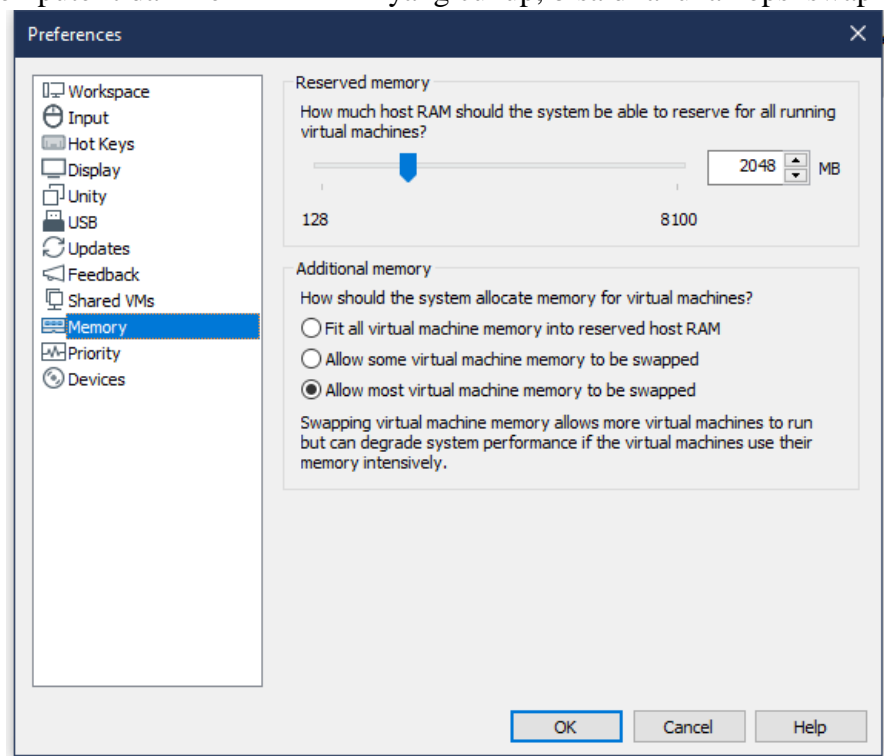 yang cukup, bisa
swap
Preferences
Workspace
Input
Hot Keys
Display
Unity
USB
Updates
Feedback
Shared VMs
Memory
Priority
Devices
Reserved memory
How much host RAM should the system be able to reserve for all running
virtual machines?
2048 MB
128 8100
Additional memory
How should the system allocate memory for virtual machines?
Fit all virtual machine memory into reserved host RAM
Allow some virtual machine memory to be swapped
Allow most virtual machine memory to be swapped
Swapping virtual machine memory allows more virtual machines to run
but can degrade system performance if the virtual machines use their
memory intensively.
OK Cancel Help